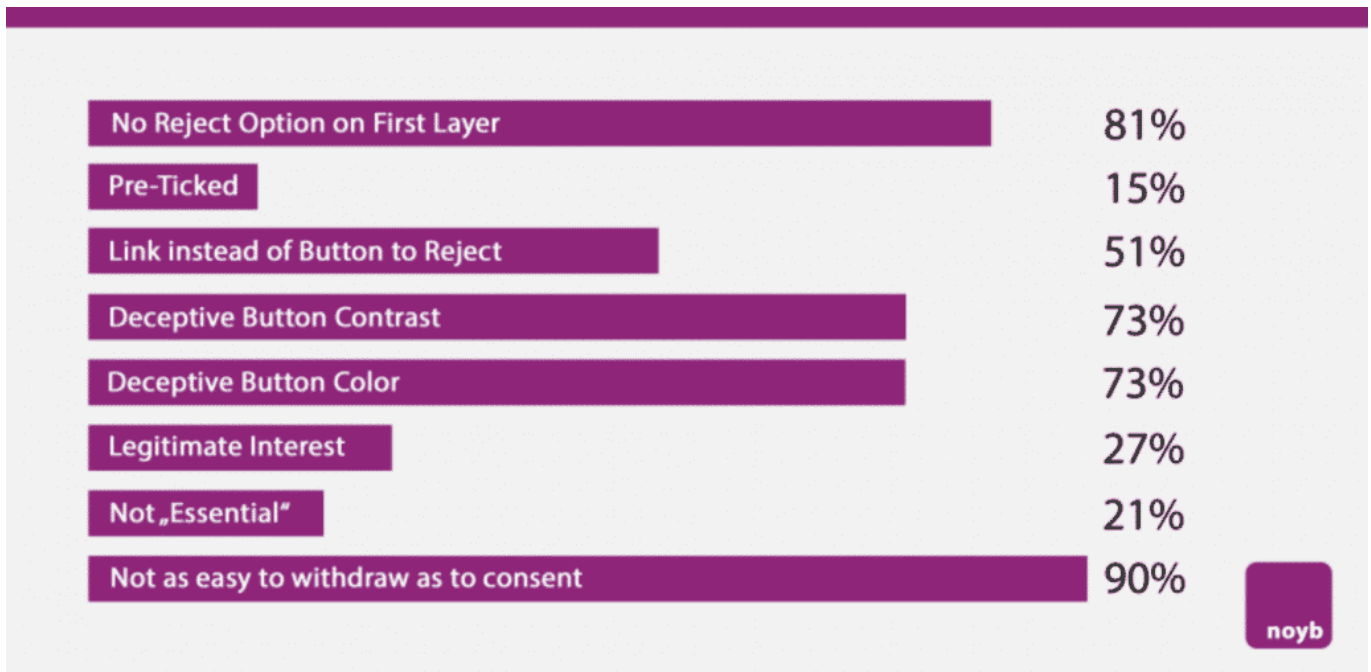 No Reject Option on First Layer 81%
Pre-Ticked 15%
Link instead of Button to Reject 51%
Deceptive Button Contrast 73%
Deceptive Button Color 73%
Legitimate Interest 27%
Not „Essential“ 21%
Not as easy to withdraw as to consent 90%
noyb